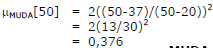 μMUDA[50] = 2((50-37)/(50-20))²
= 2(13/30)²
= 0,376